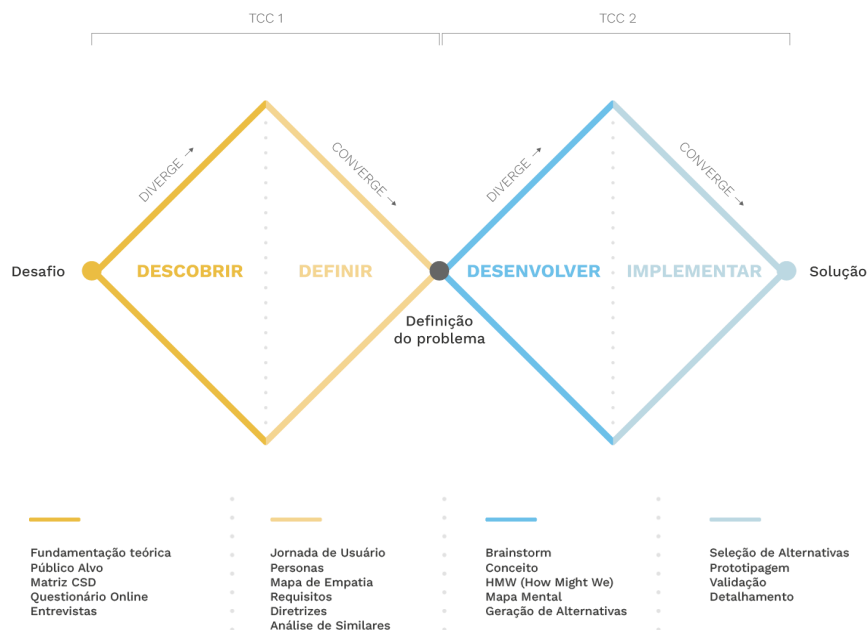 TCC 1
TCC 2
DIVERGE →
CONVERGE →
DIVERGE →
CONVERGE →
Desafio
DESCOBRIR
DEFINIR
DESENVOLVER
IMPLEMENTAR
Solução
Definição
do problema
Fundamentação teórica
Público Alvo
Matriz CSD
Questionário Online
Entrevistas
Jornada de Usuário
Personas
Mapa de Empatia
Requisitos
Diretrizes
Análise de Similares
Brainstorm
Conceito
HMW (How Might We)
Mapa Mental
Geração de Alternativas
Seleção de Alternativas
Prototipagem
Validação
Detalhamento